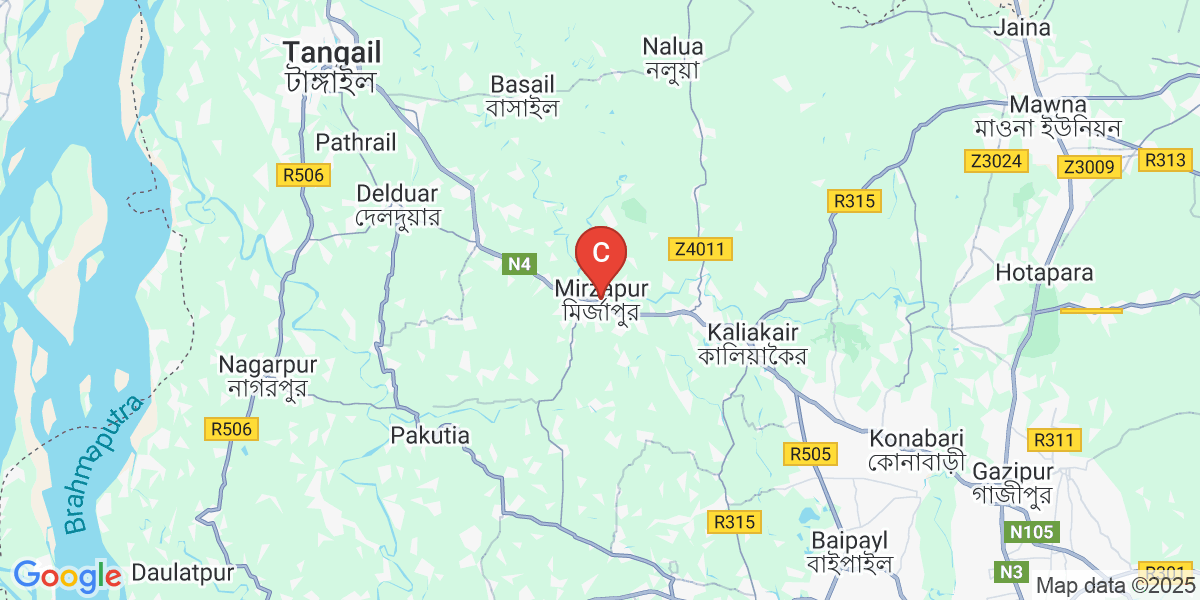 Jaina
Nalua
নলুয়া
Tangail
টাঙ্গাইল
Basail
বাসাইল
Mawna
মাওনা ইউনিয়ন
Pathrail
Z3024
Z3009
R313
R506
Delduar
দেলদুয়ার
R315
Z4011
N4
C
Hotapara
Mirzapur
মির্জাপুর
Kaliakair
কালিয়াকৈর
Nagarpur
নাগরপুর
Brahmaputra
R506
Pakutia
Konabari
কোনাবাড়ী
R311
R505
Gazipur
গাজীপুর
R315
N105
Baipayl
বাইপাইল
Google
Daulatpur
N3
R301
Map data ©2025